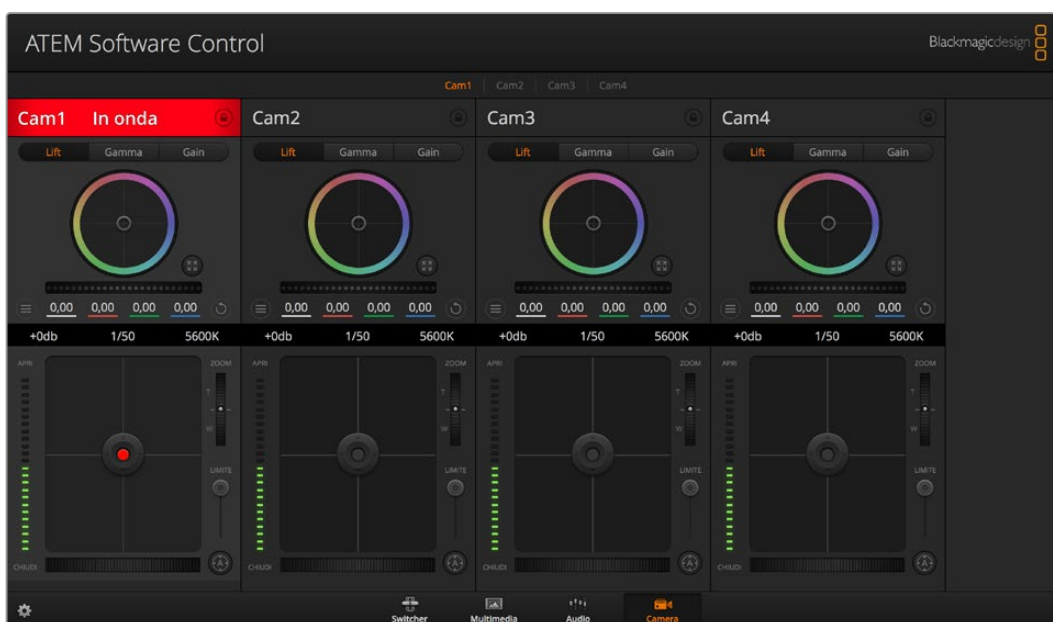 ATEM Software Control
Blackmagicdesign
Cam1 Cam2 Cam3 Cam4
Cam1 In onda Cam2 Cam3 Cam4
Lift Gamma Gain Lift Gamma Gain Lift Gamma Gain Lift Gamma Gain
0,00 0,00 0,00 0,00 0,00 0,00 0,00 0,00 0,00 0,00 0,00 0,00 0,00 0,00 0,00 0,00
+0db 1/50 5600K +0db 1/50 5600K +0db 1/50 5600K +0db 1/50 5600K
APRI ZOOM APRI ZOOM APRI ZOOM APRI ZOOM
T T T T
W W W W
LIMITE LIMITE LIMITE LIMITE
A A A A
CHIUDI CHIUDI CHIUDI CHIUDI
Switcher Multimedia Audio Camera